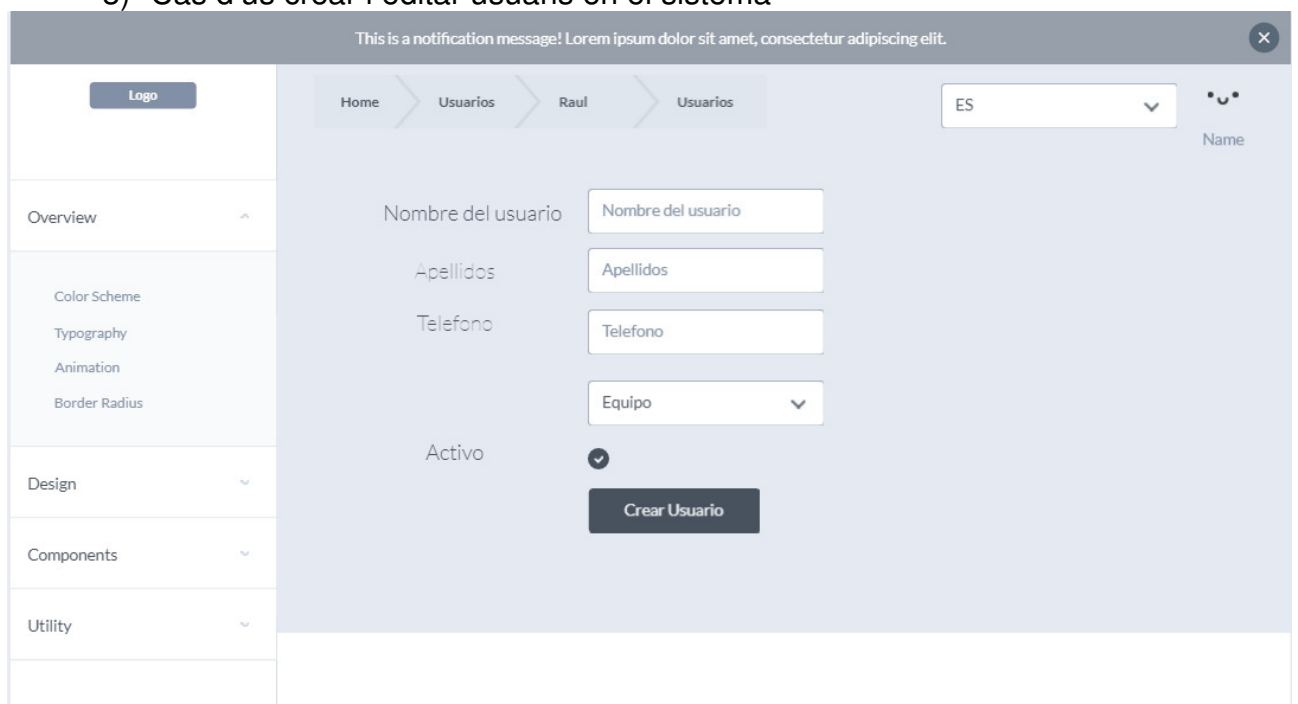 Cas d'ús crear i editar usuaris en el sistema
This is a notification message! Lorem ipsum dolor sit amet, consectetur adipiscing elit.
Logo
Home Usuarios Raul Usuarios
ES
Name
Overview
Color Scheme
Typography
Animation
Border Radius
Design
Components
Utility
Nombre del usuario Nombre del usuario
Apellidos Apellidos
Telefono Telefono
Equipo
Activo
Crear Usuario